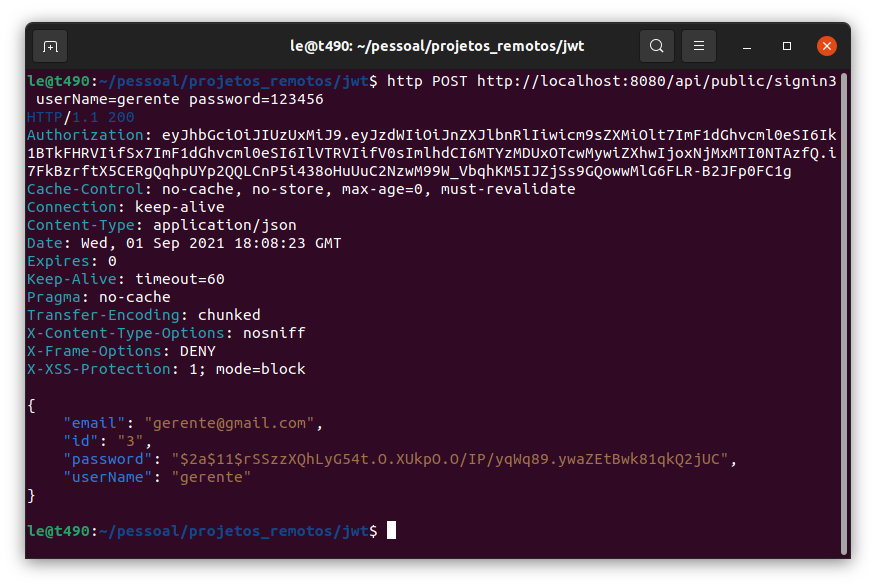 le@t490: ~/pessoal/projetos_remotos/jwt
le@t490:~/pessoal/projetos_remotos/jwt$ http POST http://localhost:8080/api/public/signin3
userName=gerente password=123456
HTTP/1.1 200
Authorization: eyJhbGciOiJIUzUxMiJ9.eyJzdWIiOiJnZXJlbnRlIiwicm9sZXMiOlt7ImF1dGhvcml0eSI6Ik
1BTkFHRVIifSx7ImF1dGhvcml0eSI6IlVTRVIifV0sImlhdCI6MTYzMDUxOTcwMywiZXhwIjoxNjMxMTI0NTAzfQ.i
7FkBzrftX5CERgQqhpUYp2QQLCnP5i438oHuUuC2NzwM99W_VbqhKM5IJZjSs9GQowwMlG6FLR-B2JFp0FC1g
Cache-Control: no-cache, no-store, max-age=0, must-revalidate
Connection: keep-alive
Content-Type: application/json
Date: Wed, 01 Sep 2021 18:08:23 GMT
Expires: 0
Keep-Alive: timeout=60
Pragma: no-cache
Transfer-Encoding: chunked
X-Content-Type-Options: nosniff
X-Frame-Options: DENY
X-XSS-Protection: 1; mode=block
{
"email": "gerente@gmail.com",
"id": "3",
"password": "$2a$11$rSSzzXQhLyG54t.O.XUkpO.O/IP/yqWq89.ywaZEtBwk81qkQ2jUC",
"userName": "gerente"
}
le@t490:~/pessoal/projetos_remotos/jwt$